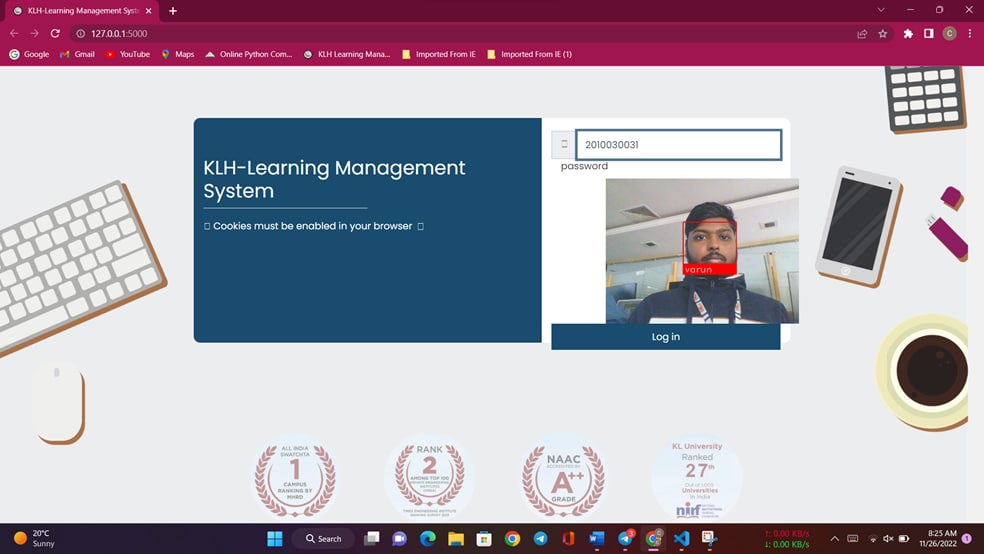 KLH-Learning Management Syst
127.0.0.1:5000
Google
Gmail
YouTube
Maps
Online Python Com...
KLH Learning Mana...
Imported From IE
Imported From IE (1)
C
KLH-Learning Management
System
Cookies must be enabled in your browser
2010030031
password
varun
Log in
ALL INDIA
SWATCHTA
1
CAMPUS
RANKING BY
MHRD
RANK
2
AMONG TOP 100
NAAC
ACCREDITED BY
A++
GRADE
KL University
Ranked
27th
Out of
Universities
in India
nirf
20°C
Sunny
Search
3
↑: 0.00 KB/s
↓: 0.00 KB/s
8:25 AM
11/26/2022
1